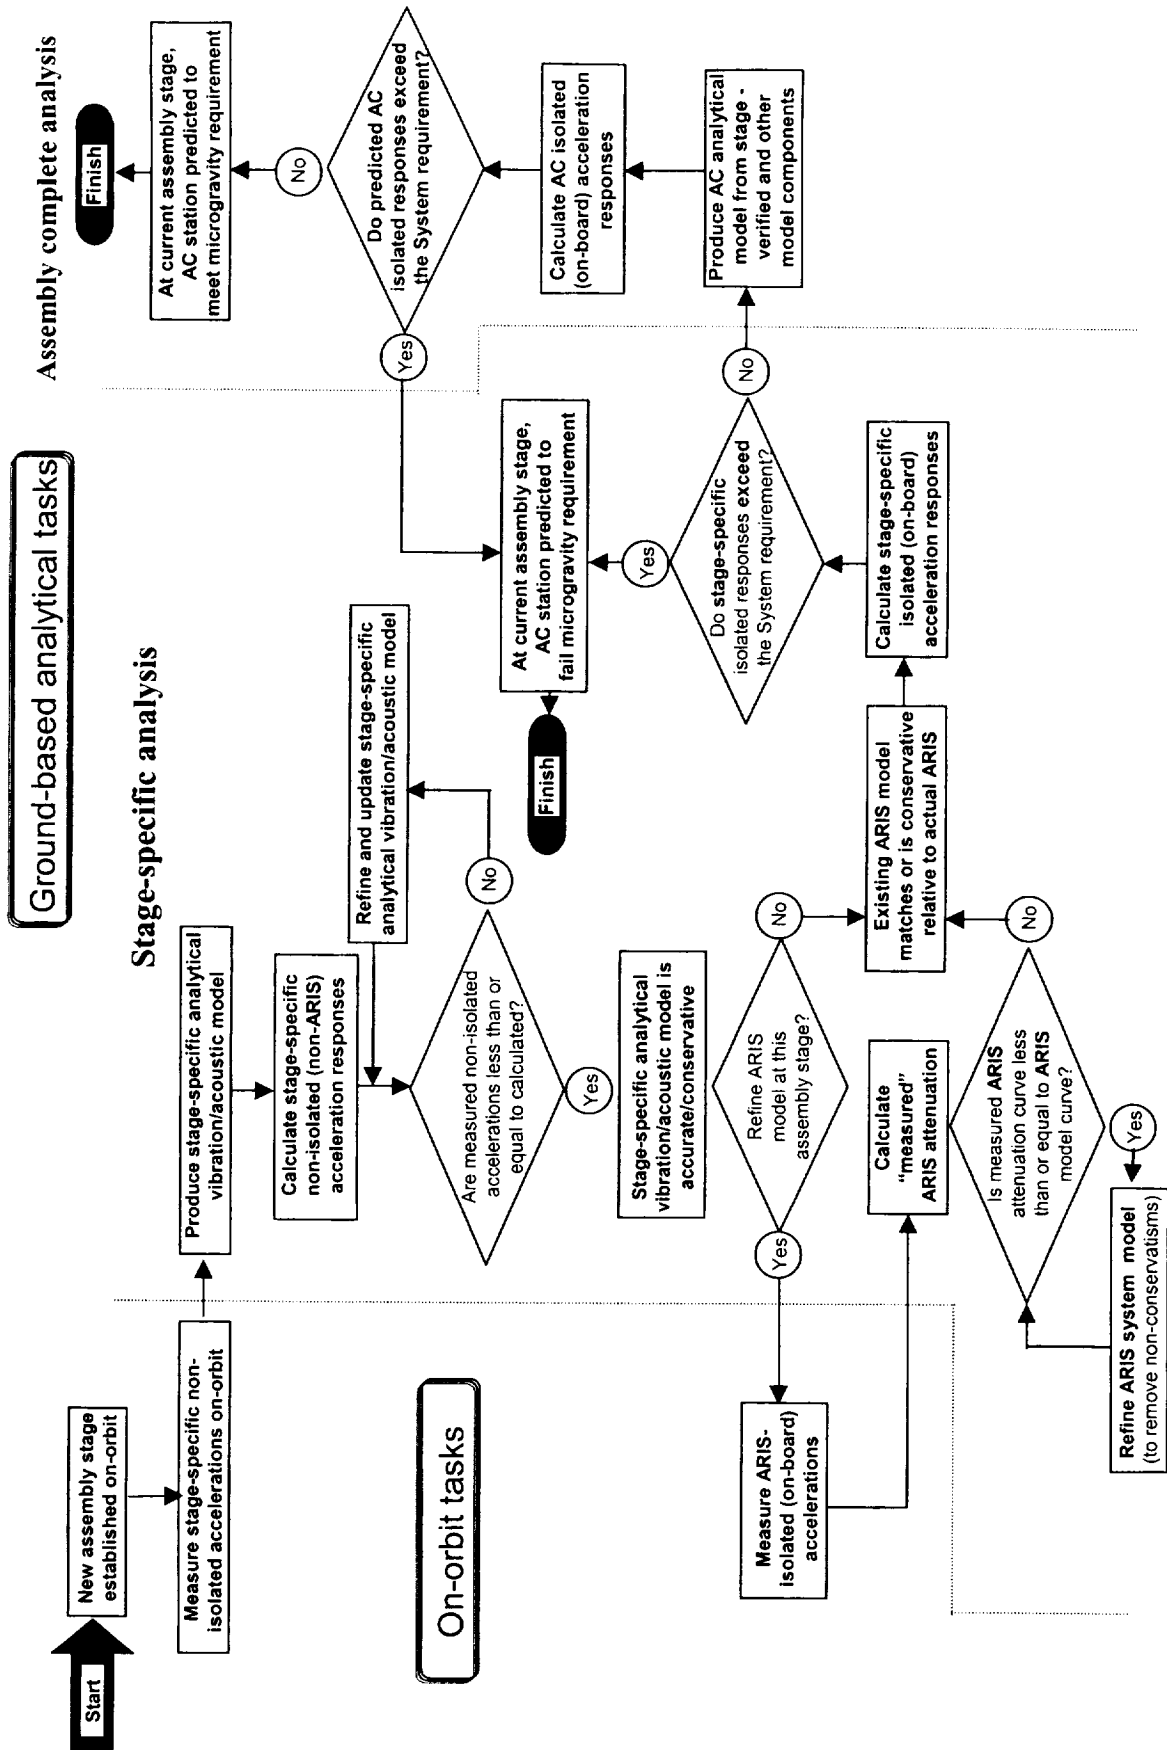 Ground-based analytical tasks
Stage-specific analysis
Assembly complete analysis
On-orbit tasks
Start
New assembly stage
established on-orbit
Measure stage-specific non-
isolated accelerations on-orbit
Produce stage-specific analytical
vibration/acoustic model
Calculate stage-specific
non-isolated (non-ARIS)
acceleration responses
Refine and update stage-specific
analytical vibration/acoustic model
Are measured non-isolated
accelerations less than or
equal to calculated?
No
Yes
Stage-specific analytical
vibration/acoustic model is
accurate/conservative
Refine ARIS
model at this
assembly stage?
Yes
No
Measure ARIS-
isolated (on-board)
accelerations
Calculate
“measured”
ARIS attenuation
Is measured ARIS
attenuation curve less
than or equal to ARIS
model curve?
Yes
No
Refine ARIS system model
(to remove non-conservatisms)
Existing ARIS model
matches or is conservative
relative to actual ARIS
Calculate stage-specific
isolated (on-board)
acceleration responses
Do stage-specific
isolated responses exceed
the System requirement?
Yes
No
At current assembly stage,
AC station predicted to
fail microgravity requirement
Finish
Produce AC analytical
model from stage -
verified and other
model components
Calculate AC isolated
(on-board) acceleration
responses
Do predicted AC
isolated responses exceed
the System requirement?
Yes
No
At current assembly stage,
AC station predicted to
meet microgravity requirement
Finish